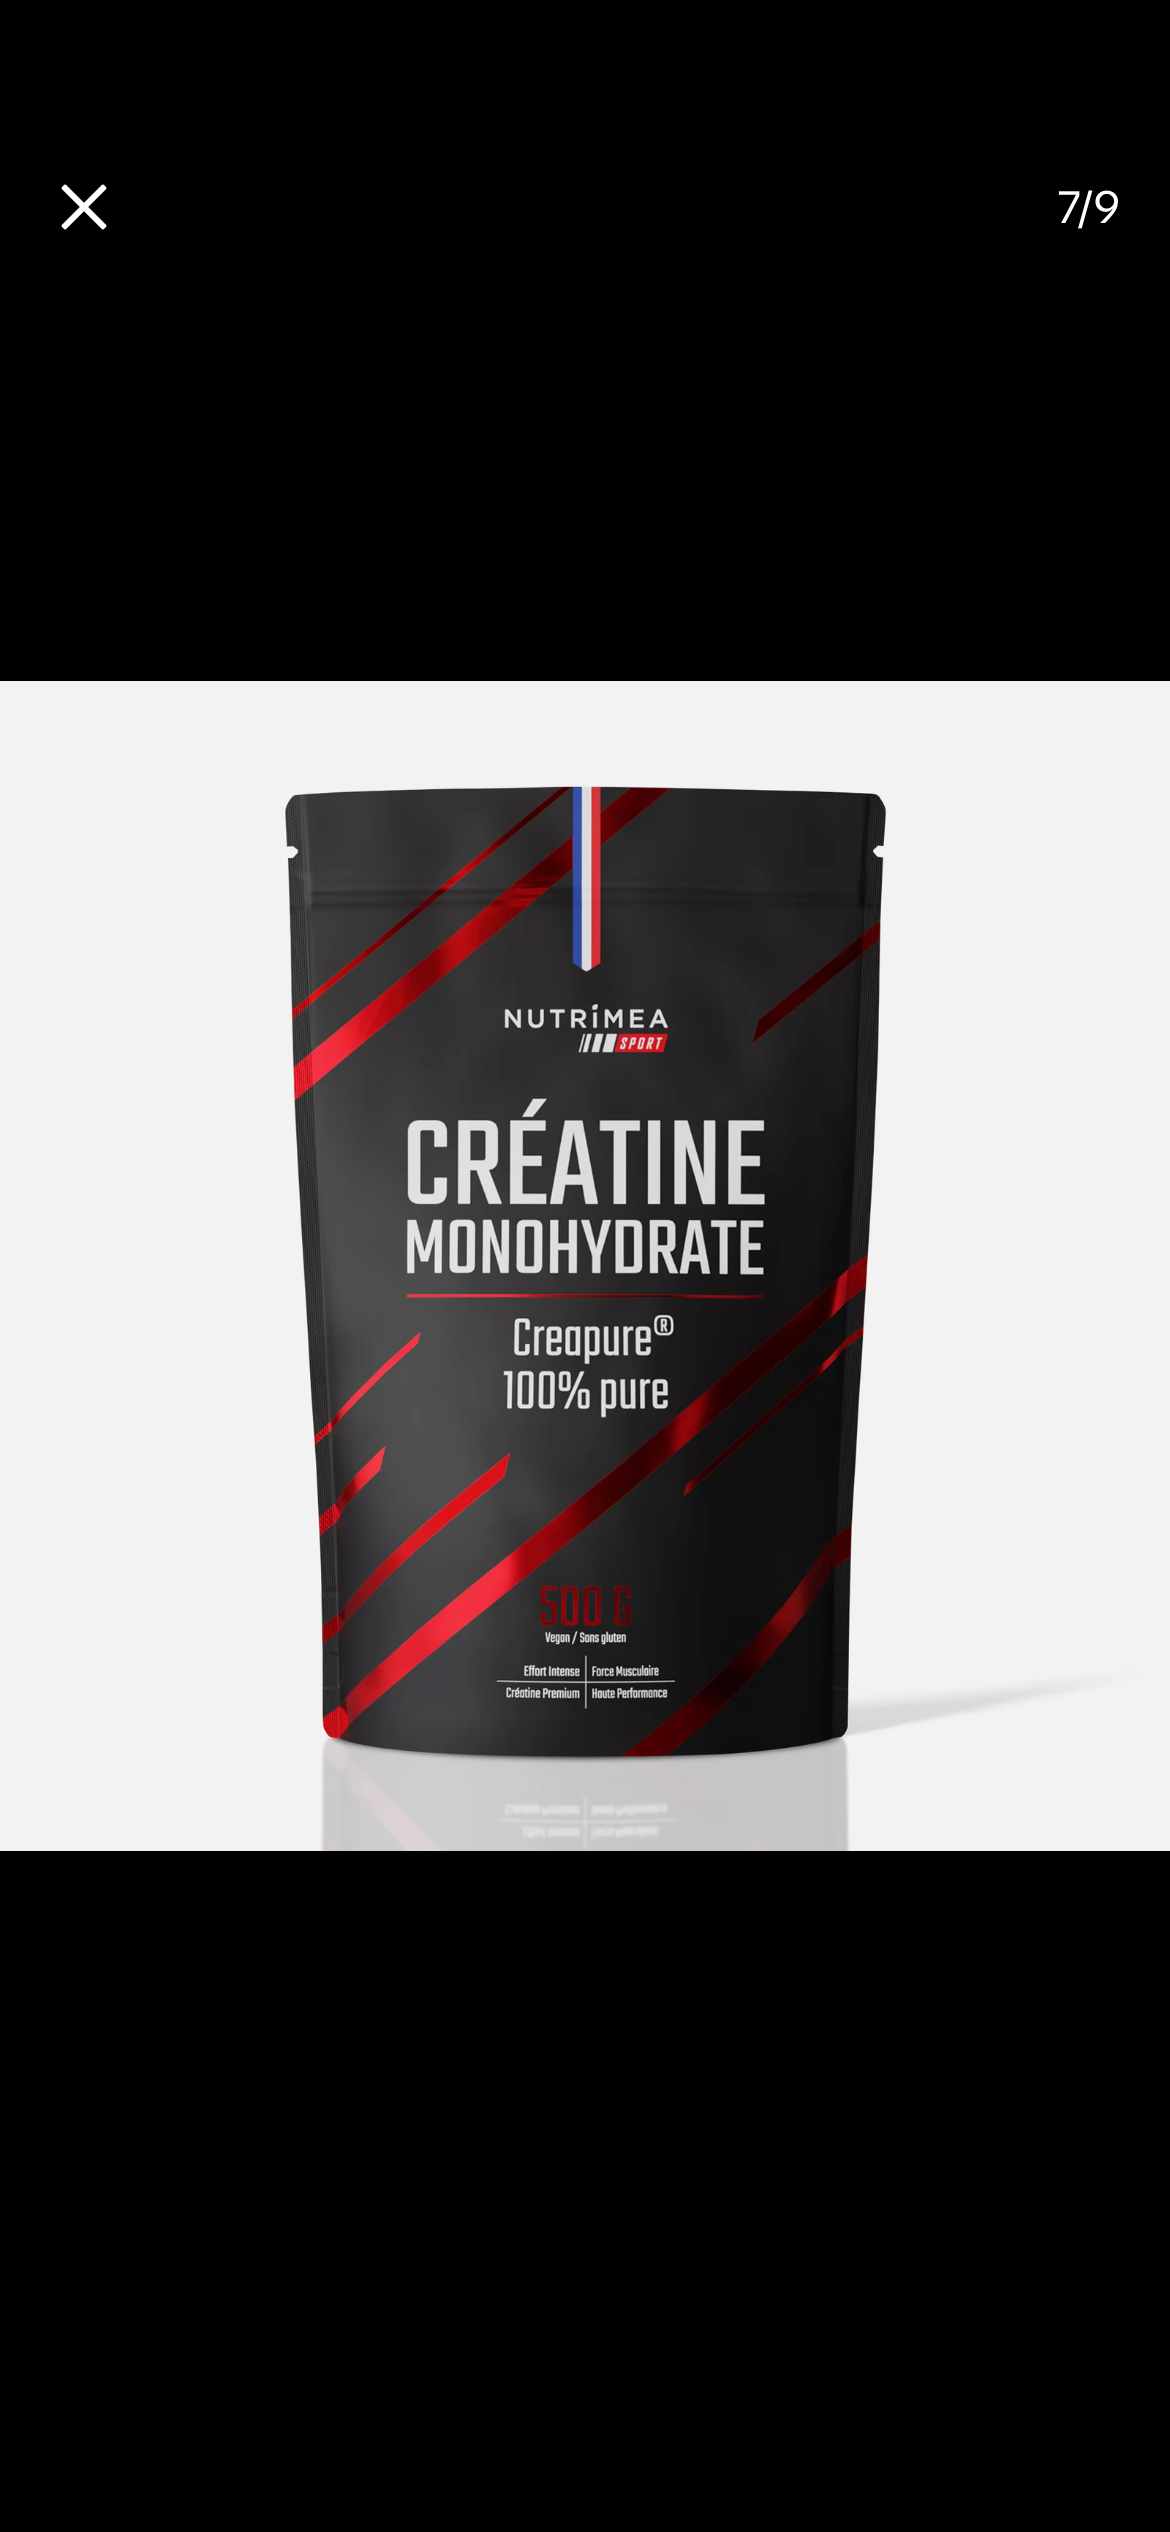 7/9
NUTRIMEA
SPORT
CRÉATINE
MONOHYDRATE
Creapure®
100% pure
500 G
Vegan / Sans gluten
Effort Intense Force Musculaire
Créatine Premium Haute Performance